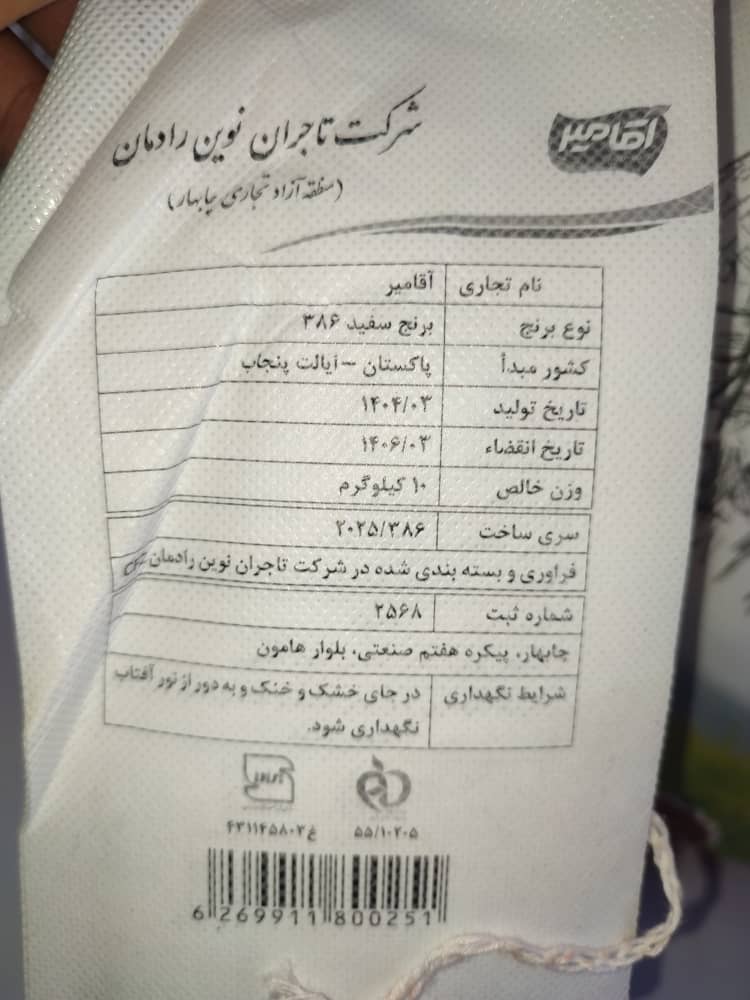 آقامیر
شرکت تاجران نوین رادمان
(منطقه آزاد تجاری چابهار)
نام تجاری آقامیر
نوع برنج برنج سفید ۳۸۶
کشور مبدأ پاکستان – ایالت پنجاب
تاریخ تولید ۱۴۰۴/۰۳
تاریخ انقضاء ۱۴۰۶/۰۳
وزن خالص ۱۰ کیلوگرم
سری ساخت ۲۰۲۵/۳۸۶
فرآوری و بسته بندی شده در شرکت تاجران نوین رادمان
شماره ثبت ۲۵۶۸
چابهار، پیکره هفتم صنعتی، بلوار هامون
شرایط نگهداری در جای خشک و خنک و به دور از نور آفتاب
نگهداری شود.
۵۵/۱۰۲۰۵
6 269911 800251